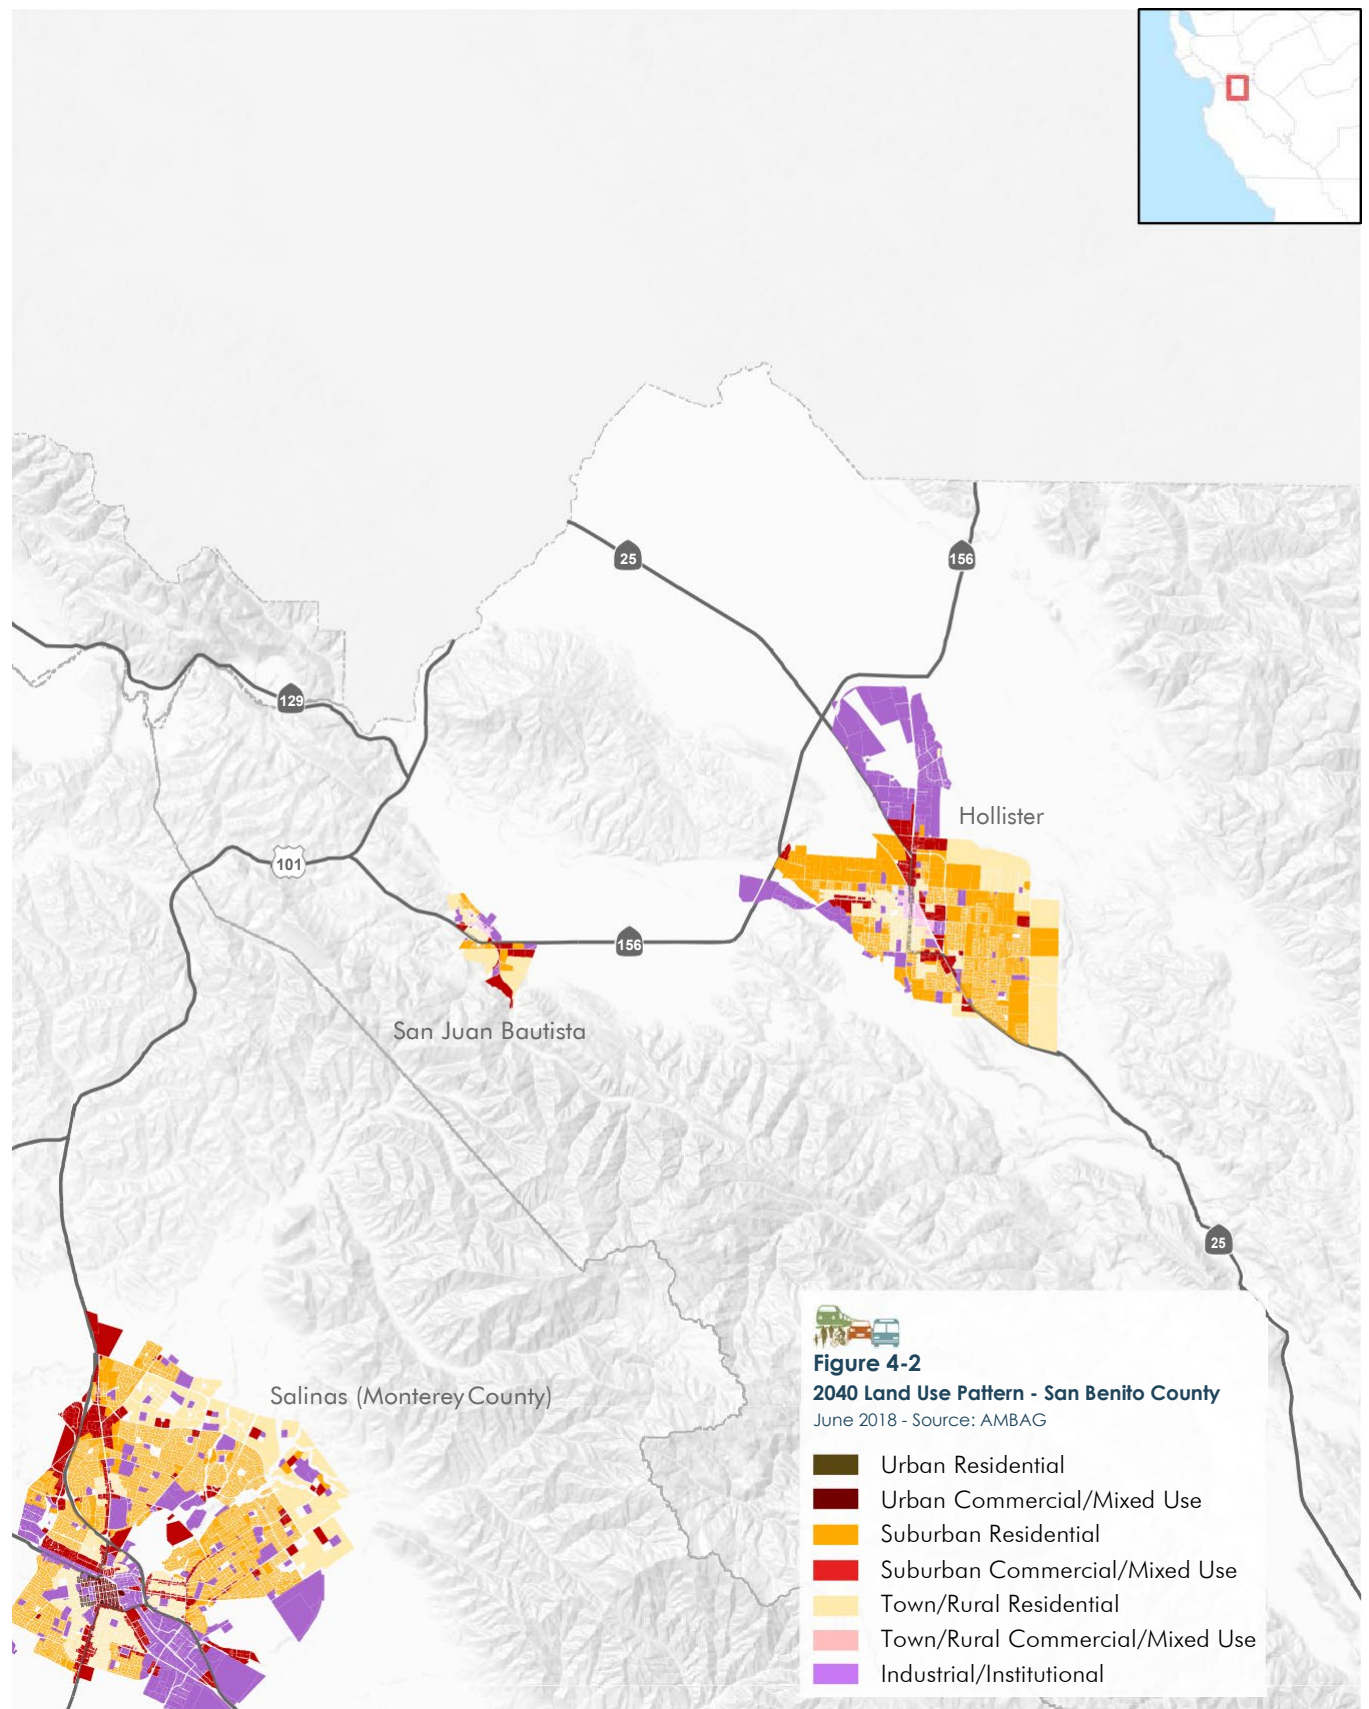 25
156
129
Hollister
101
156
San Juan Bautista
25
Salinas (Monterey County)
Figure 4-2
2040 Land Use Pattern - San Benito County
June 2018 - Source: AMBAG
Urban Residential
Urban Commercial/Mixed Use
Suburban Residential
Suburban Commercial/Mixed Use
Town/Rural Residential
Town/Rural Commercial/Mixed Use
Industrial/Institutional